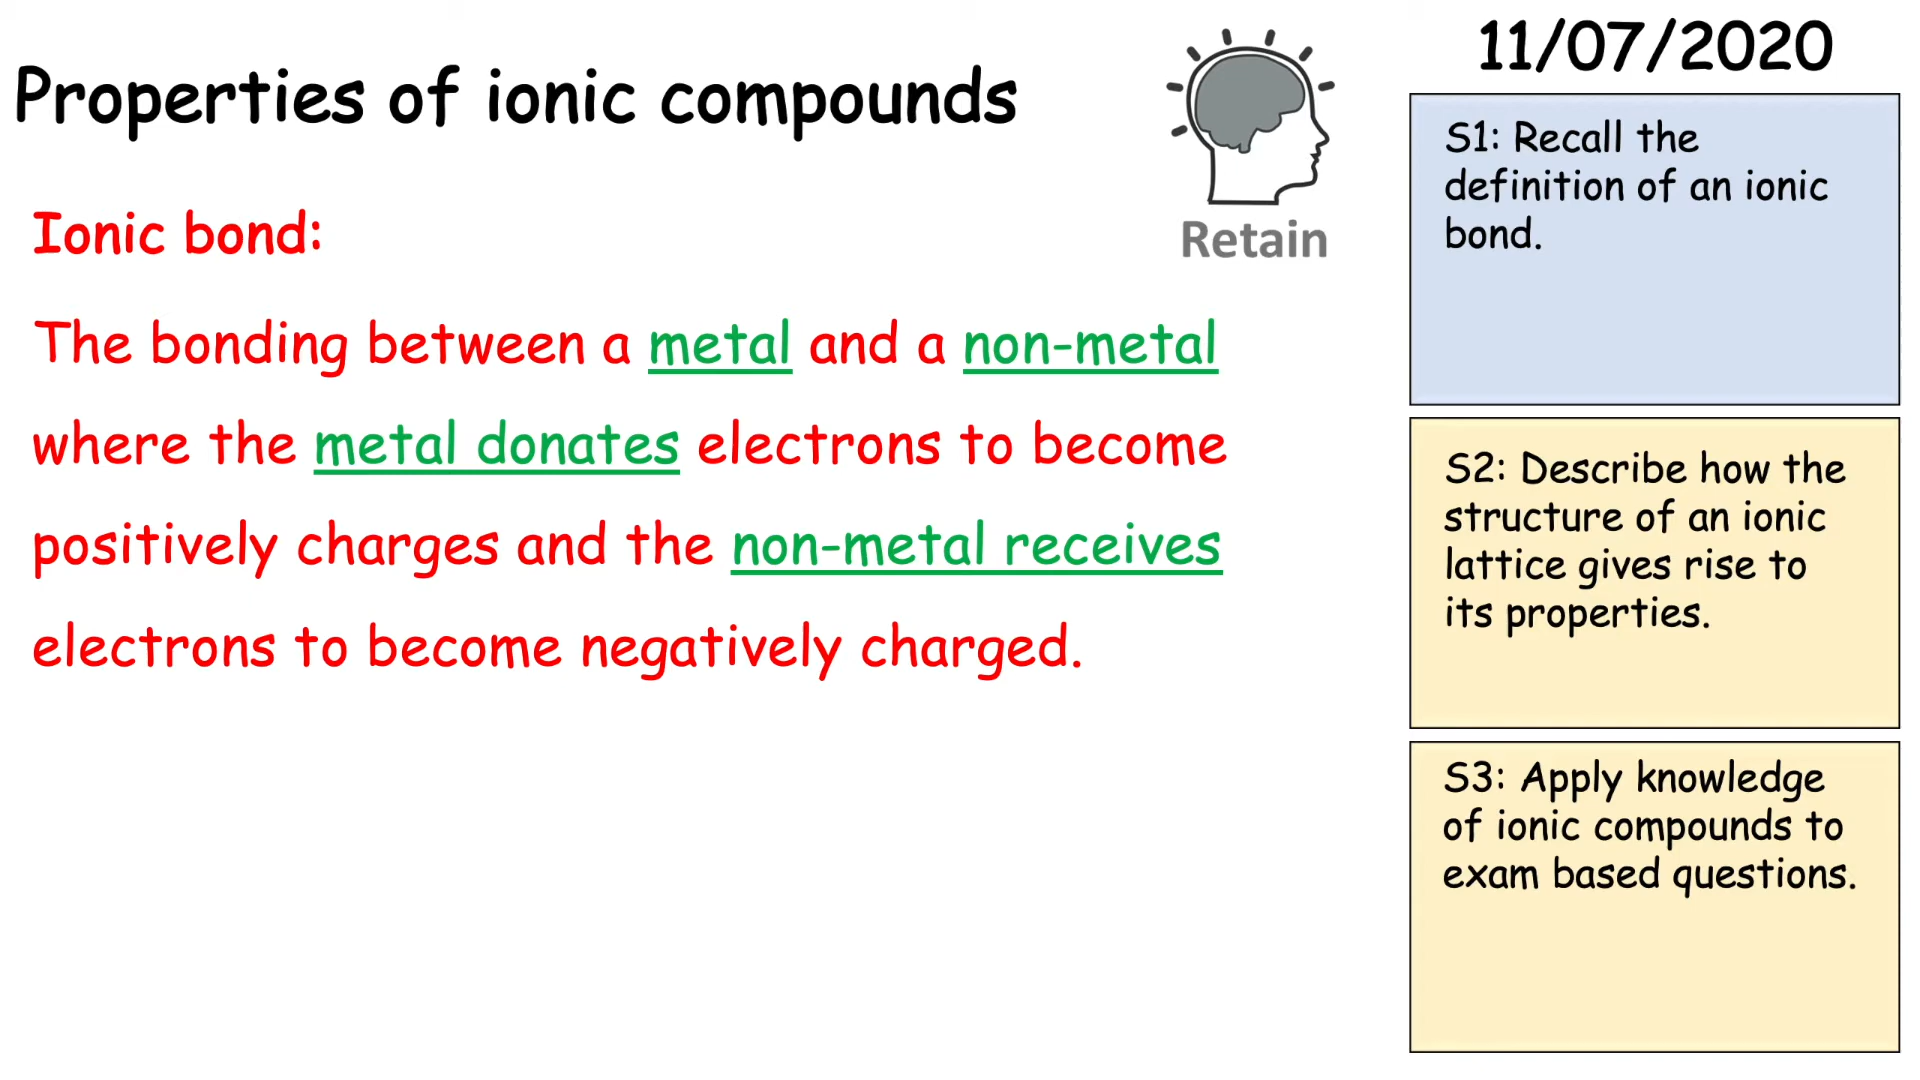 Properties of ionic compounds
Retain
11/07/2020
Ionic bond:
The bonding between a metal and a non-metal
where the metal donates electrons to become
positively charges and the non-metal receives
electrons to become negatively charged.
S1: Recall the
definition of an ionic
bond.
S2: Describe how the
structure of an ionic
lattice gives rise to
its properties.
S3: Apply knowledge
of ionic compounds to
exam based questions.